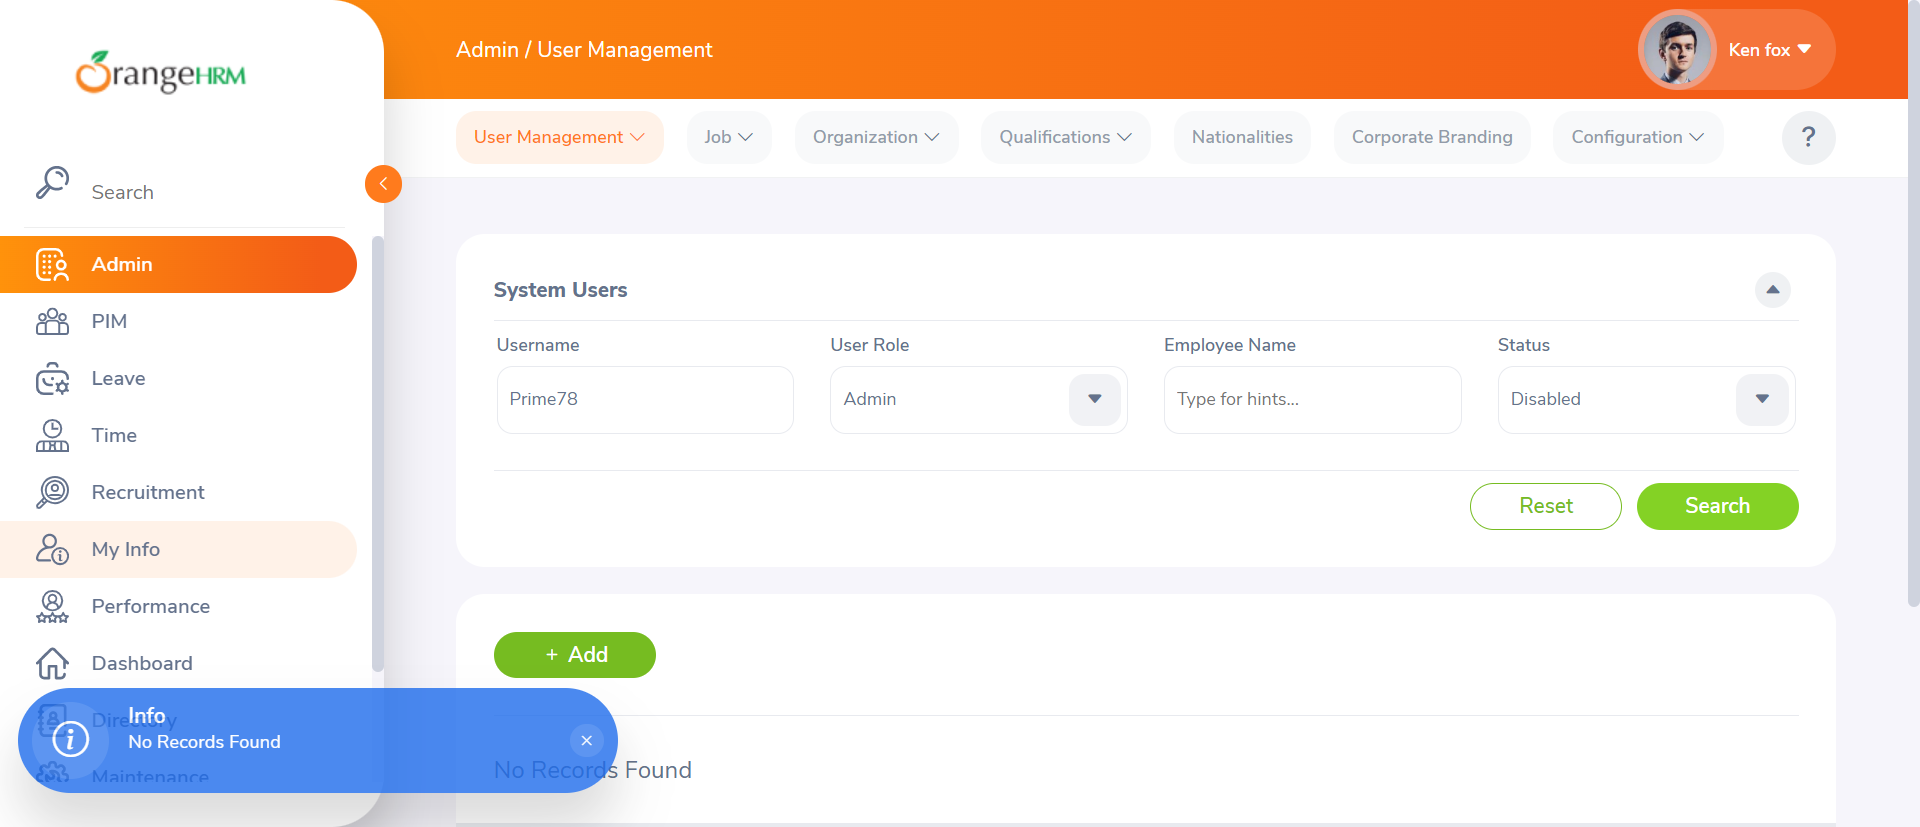 OrangeHRM
Admin / User Management
Ken fox
User Management
Job
Organization
Qualifications
Nationalities
Corporate Branding
Configuration
?
Search
Admin
PIM
Leave
Time
Recruitment
My Info
Performance
Dashboard
Directory
Maintenance
System Users
Username
User Role
Employee Name
Status
Prime78
Admin
Type for hints...
Disabled
Reset
Search
+ Add
No Records Found
Info
No Records Found